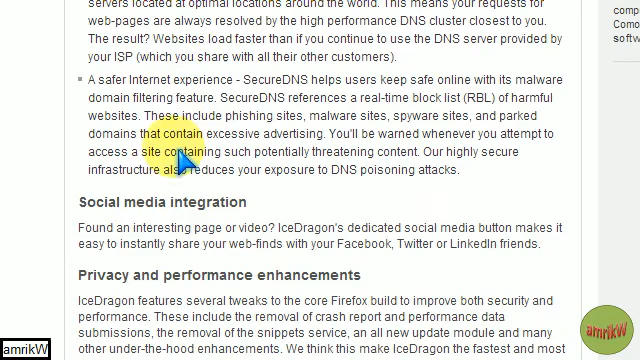 servers located at optimal locations around the world. This means your requests for
web-pages are always resolved by the high performance DNS cluster closest to you.
The result? Websites load faster than if you continue to use the DNS server provided by
your ISP (which you share with all their other customers).
A safer Internet experience - SecureDNS helps users keep safe online with its malware
domain filtering feature. SecureDNS references a real-time block list (RBL) of harmful
websites. These include phishing sites, malware sites, spyware sites, and parked
domains that contain excessive advertising. You'll be warned whenever you attempt to
access a site containing such potentially threatening content. Our highly secure
infrastructure also reduces your exposure to DNS poisoning attacks.
Social media integration
Found an interesting page or video? IceDragon's dedicated social media button makes it
easy to instantly share your web-finds with your Facebook, Twitter or LinkedIn friends.
Privacy and performance enhancements
IceDragon features several tweaks to the core Firefox build to improve both security and
performance. These include the removal of crash report and performance data
submissions, the removal of the snippets service, an all new update module and many
other under-the-hood enhancements. We think this make IceDragon the fastest and most
comp
Como
softw
amrikW
amrikW